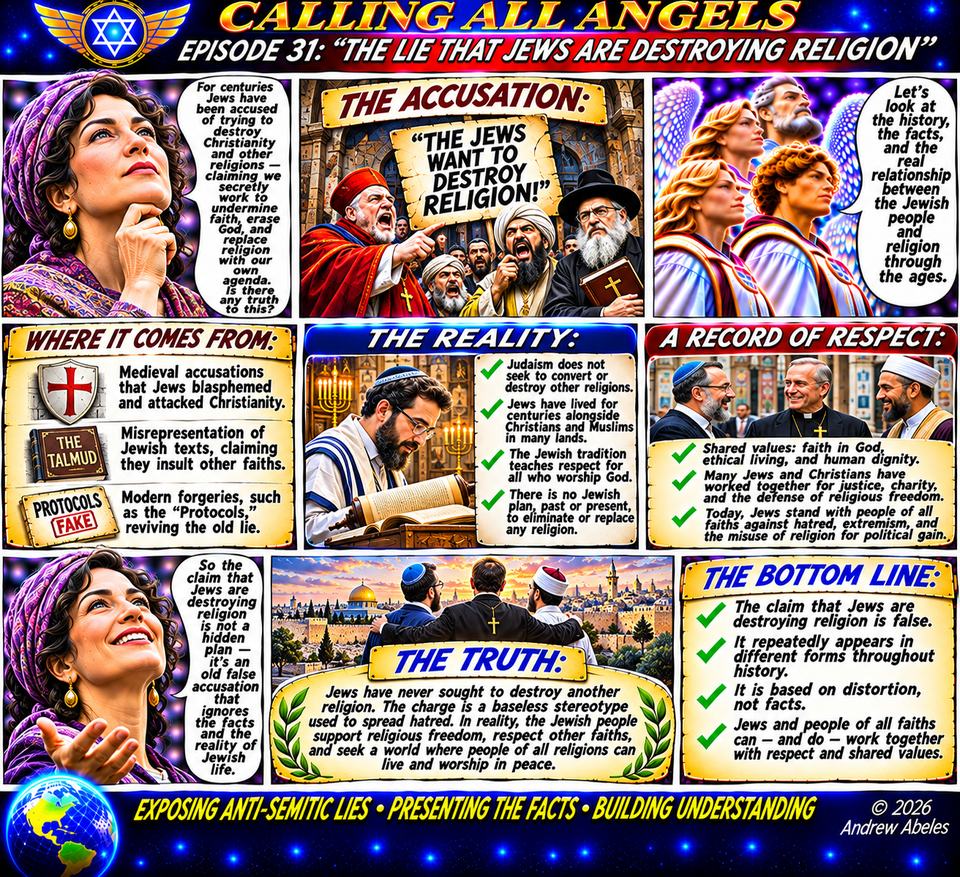 CALLING ALL ANGELS
EPISODE 31: “THE LIE THAT JEWS ARE DESTROYING RELIGION”
For centuries
Jews have
been accused
of trying to
destroy
Christianity
and other
religions —
claiming we
secretly
work to
undermine
faith, erase
God, and
replace
religion
with our
own
agenda.
Is there
any truth
to this?
THE ACCUSATION:
“THE JEWS
WANT TO
DESTROY
RELIGION!”
Let’s
look at
the history,
the facts,
and the
real
relationship
between
the Jewish
people
and
religion
through
the ages.
WHERE IT COMES FROM:
Medieval accusations
that Jews blasphemed
and attacked Christianity.
THE
TALMUD
Misrepresentation of
Jewish texts, claiming
they insult other faiths.
PROTOCOLS
FAKE
Modern forgeries, such
as the “Protocols,”
reviving the old lie.
THE REALITY:
Judaism does not
seek to convert or
destroy other religions.
Jews have lived for
centuries alongside
Christians and Muslims
in many lands.
The Jewish tradition
teaches respect for
all who worship God.
There is no Jewish
plan, past or present,
to eliminate or replace
any religion.
A RECORD OF RESPECT:
Shared values: faith in God,
ethical living, and human dignity.
Many Jews and Christians have
worked together for justice, charity,
and the defense of religious freedom.
Today, Jews stand with people of all
faiths against hatred, extremism, and
the misuse of religion for political gain.
So the
claim that
Jews are
destroying
religion
is not a
hidden
plan —
it’s an
old false
accusation
that
ignores
the facts
and the
reality of
Jewish
life.
THE TRUTH:
Jews have never sought to destroy another
religion. The charge is a baseless stereotype
used to spread hatred. In reality, the Jewish people
support religious freedom, respect other faiths,
and seek a world where people of all religions can
live and worship in peace.
THE BOTTOM LINE:
The claim that Jews are
destroying religion is false.
It repeatedly appears in
different forms throughout
history.
It is based on distortion,
not facts.
Jews and people of all faiths
can — and do — work together
with respect and shared values.
EXPOSING ANTI-SEMITIC LIES • PRESENTING THE FACTS • BUILDING UNDERSTANDING
© 2026
Andrew Abeles